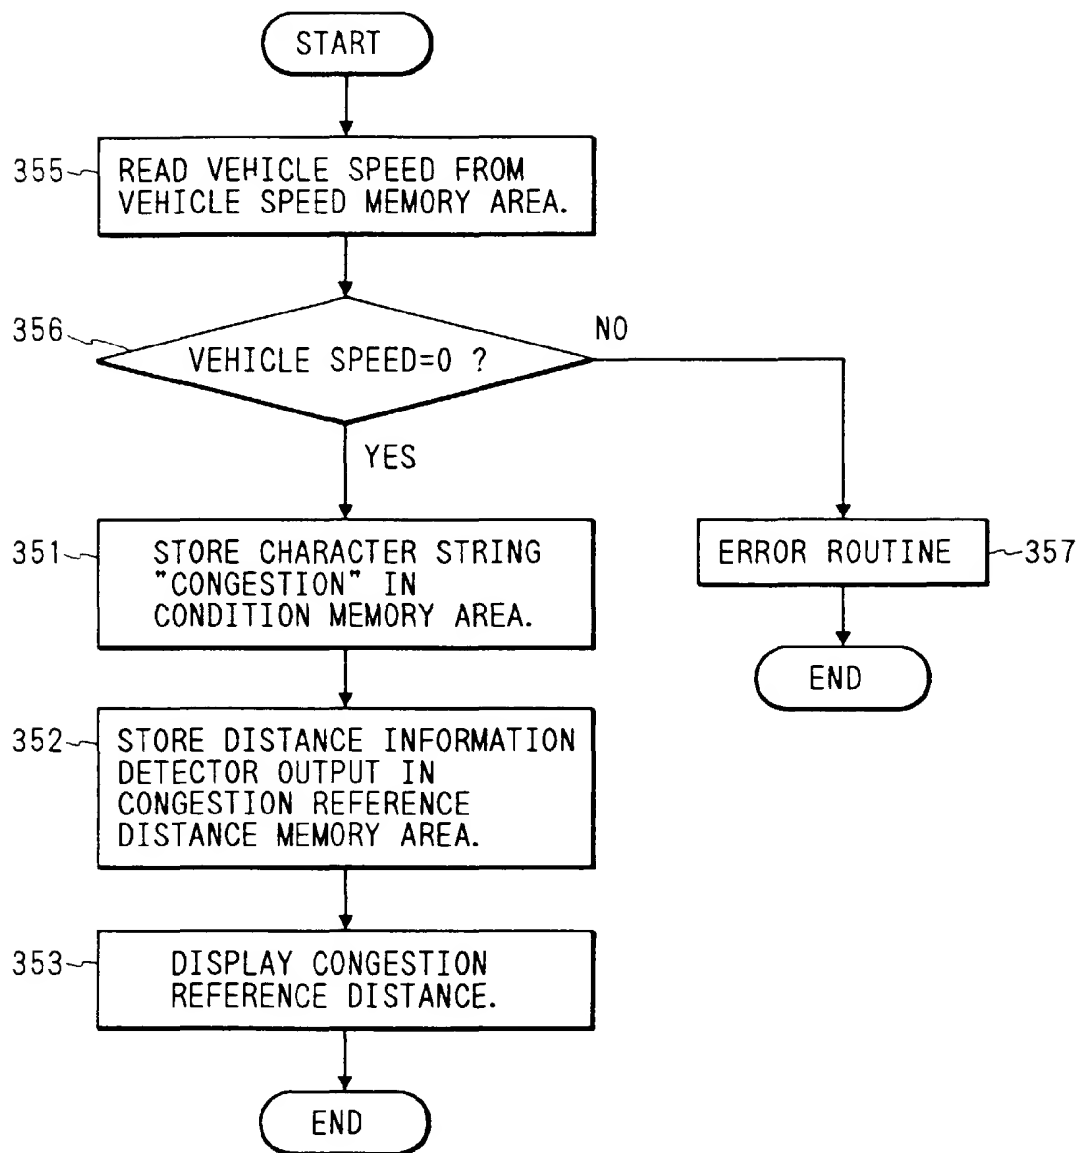 START
355
READ VEHICLE SPEED FROM
VEHICLE SPEED MEMORY AREA.
356
VEHICLE SPEED=0 ?
NO
YES
351
STORE CHARACTER STRING
"CONGESTION" IN
CONDITION MEMORY AREA.
ERROR ROUTINE
357
END
352
STORE DISTANCE INFORMATION
DETECTOR OUTPUT IN
CONGESTION REFERENCE
DISTANCE MEMORY AREA.
353
DISPLAY CONGESTION
REFERENCE DISTANCE.
END